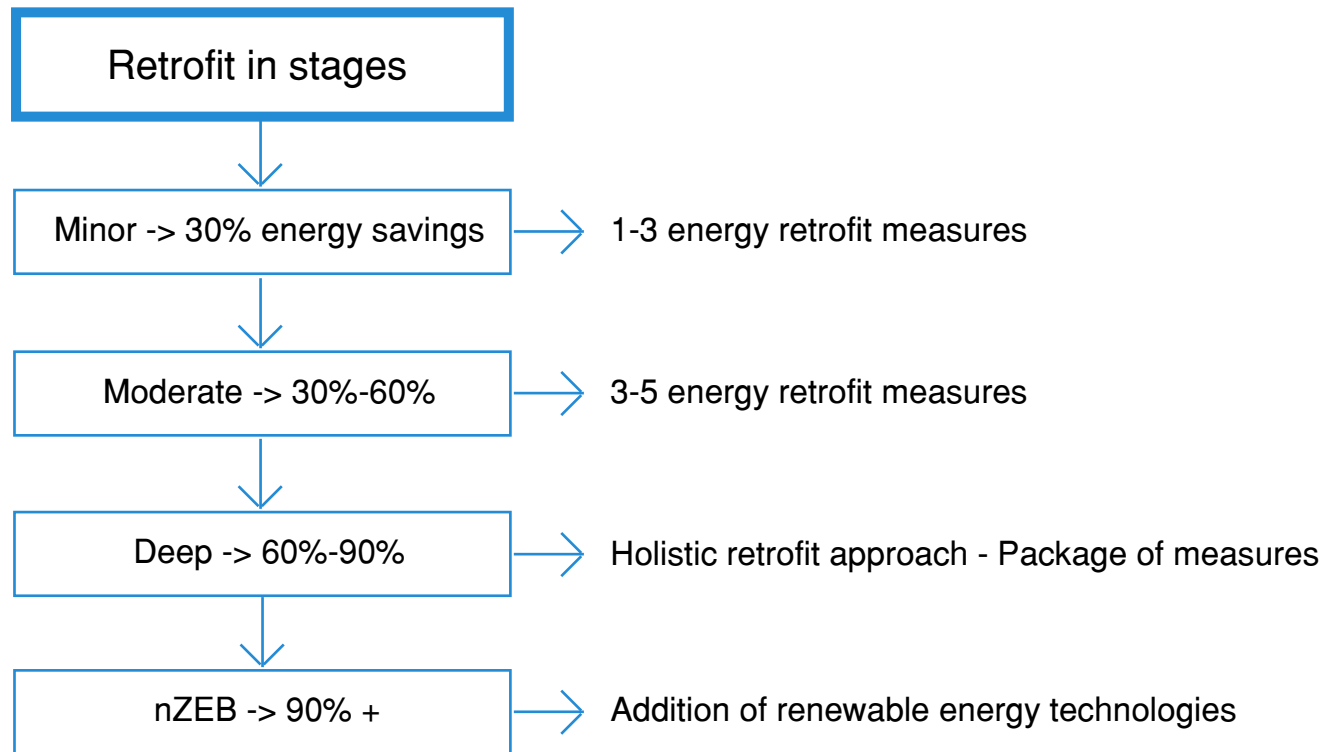 Retrofit in stages
Minor -> 30% energy savings
1-3 energy retrofit measures
Moderate -> 30%-60%
3-5 energy retrofit measures
Deep -> 60%-90%
Holistic retrofit approach - Package of measures
nZEB -> 90% +
Addition of renewable energy technologies